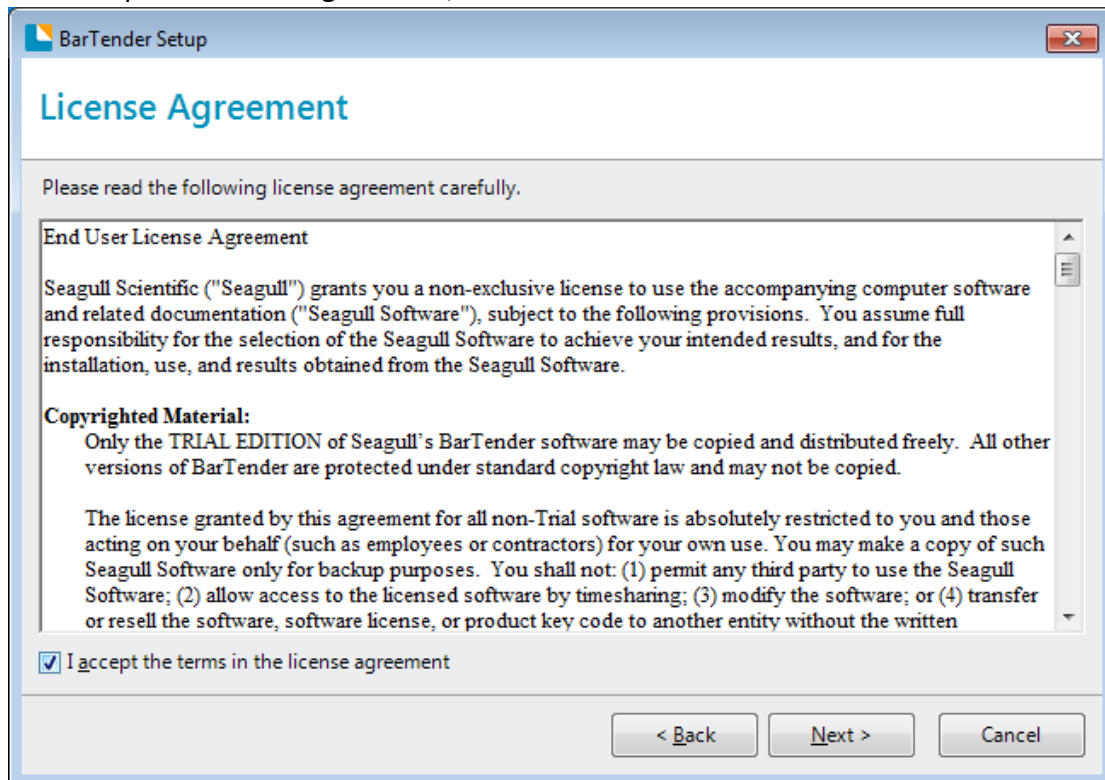 BarTender Setup
License Agreement
Please read the following license agreement carefully.
End User License Agreement
Seagull Scientific ("Seagull") grants you a non-exclusive license to use the accompanying computer software
and related documentation ("Seagull Software"), subject to the following provisions.  You assume full
responsibility for the selection of the Seagull Software to achieve your intended results, and for the
installation, use, and results obtained from the Seagull Software.
Copyrighted Material:
Only the TRIAL EDITION of Seagull's BarTender software may be copied and distributed freely.  All other
versions of BarTender are protected under standard copyright law and may not be copied.
The license granted by this agreement for all non-Trial software is absolutely restricted to you and those
acting on your behalf (such as employees or contractors) for your own use. You may make a copy of such
Seagull Software only for backup purposes.  You shall not: (1) permit any third party to use the Seagull
Software; (2) allow access to the licensed software by timesharing; (3) modify the software; or (4) transfer
or resell the software, software license, or product key code to another entity without the written
I accept the terms in the license agreement
< Back Next > Cancel